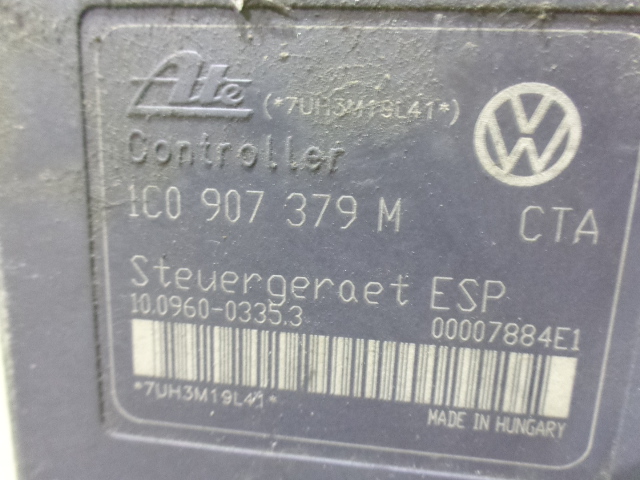 Ate (*7UH3M19L41*)
Controller
1C0 907 379 M CTA
Steuergeraet ESP
10.0960-0335.3 00007884E1
*7UH3M19L41*
MADE IN HUNGARY